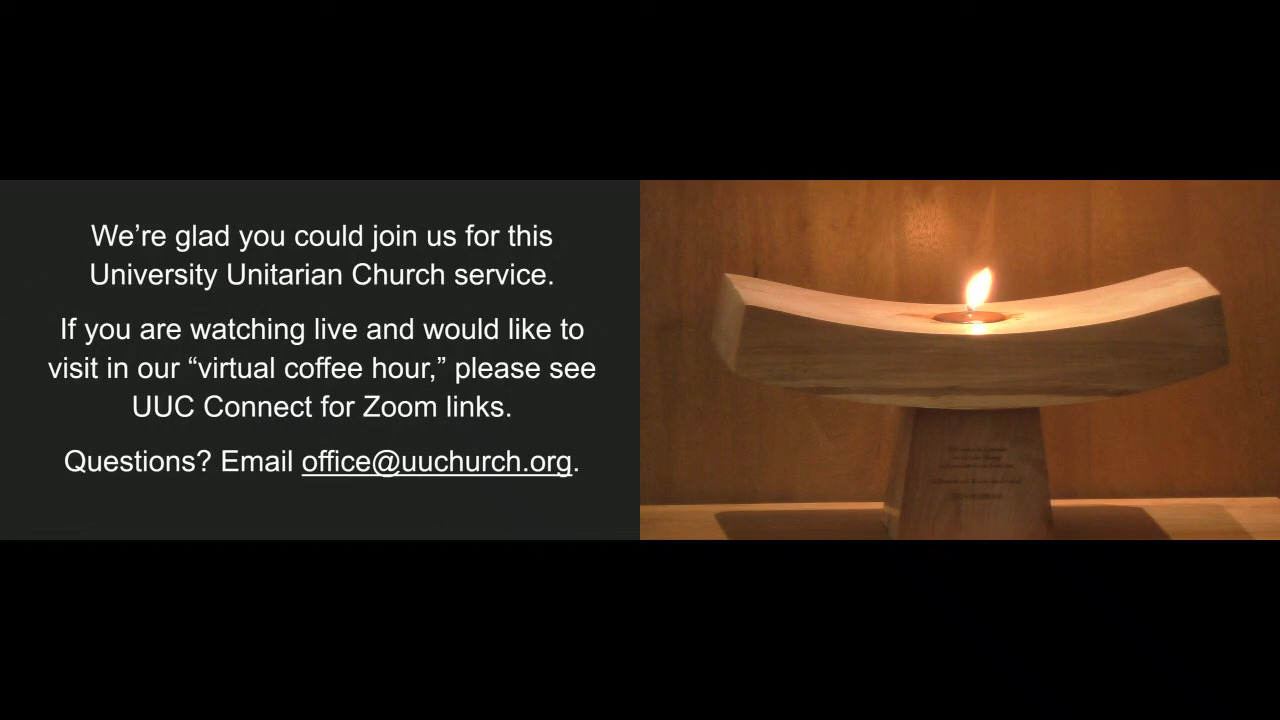 We’re glad you could join us for this
University Unitarian Church service.
If you are watching live and would like to
visit in our “virtual coffee hour,” please see
UUC Connect for Zoom links.
Questions? Email office@uuchurch.org.